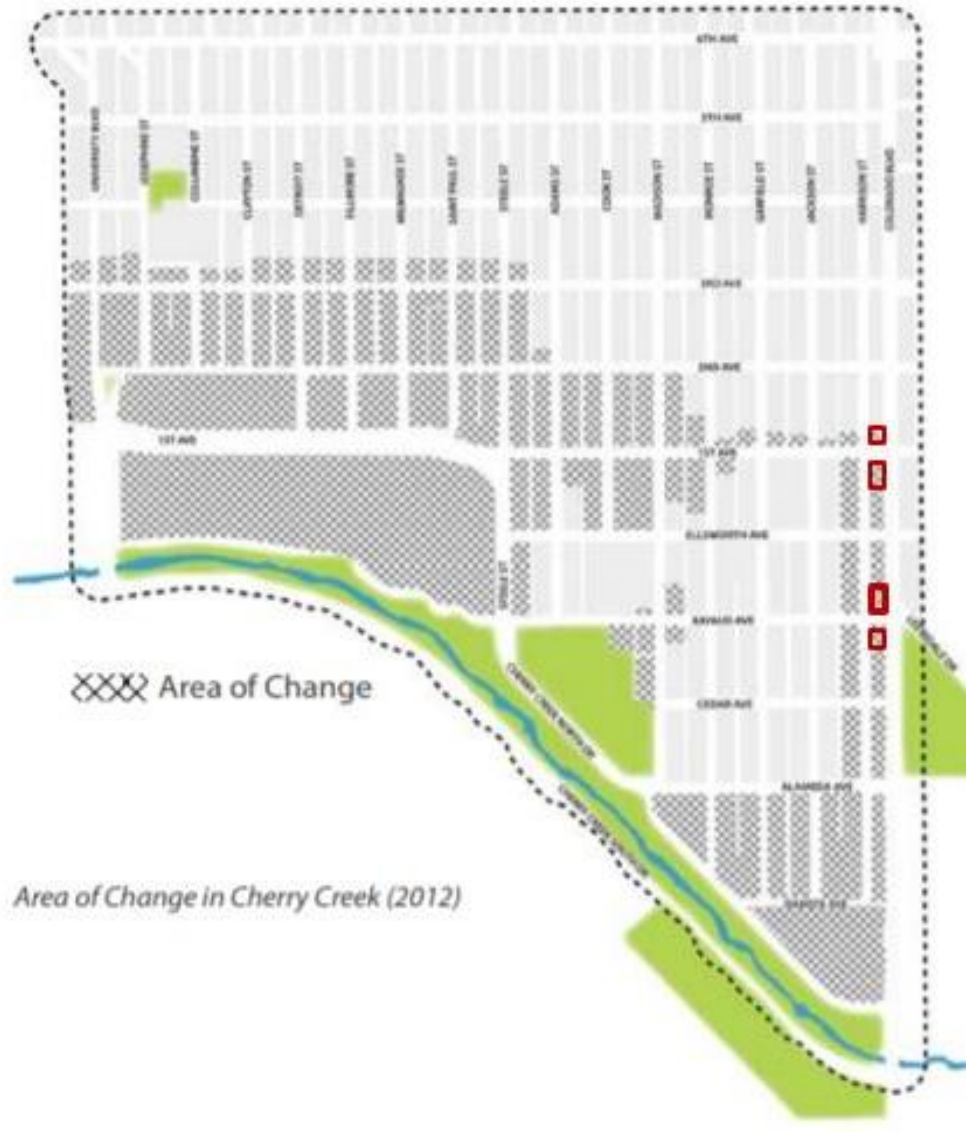 6TH AVE
5TH AVE
UNIVERSITY BLVD
JOSEPHINE ST
COLUMBINE ST
CLAYTON ST
DETROIT ST
FILLMORE ST
MILWAUKEE ST
SAINT PAUL ST
STEELE ST
ADAMS ST
COOK ST
MADISON ST
MONROE ST
GARFIELD ST
JACKSON ST
HARRISON ST
COLORADO BLVD
3RD AVE
2ND AVE
1ST AVE
1ST AVE
ELLSWORTH AVE
STEELE ST
BAYAUD AVE
CHERRY CREEK NORTH DR
Area of Change
CEDAR AVE
ALAMEDA AVE
Area of Change in Cherry Creek (2012)
DAKOTA AVE